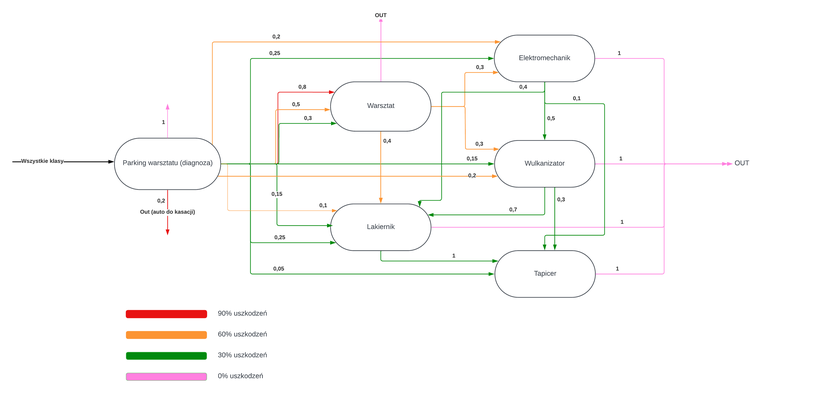 OUT
0,2
0,25
Elektromechanik
1
0,3
0,8
0,4
0,1
0,5
Warsztat
0,3
0,5
1
0,4
0,3
0,15
1
OUT
Wszystkie klasy
Parking warsztatu (diagnoza)
Wulkanizator
0,2
0,15
0,2
0,3
0,1
Out (auto do kasacji)
0,7
1
Lakiernik
0,25
1
0,05
Tapicer
1
90% uszkodzeń
60% uszkodzeń
30% uszkodzeń
0% uszkodzeń